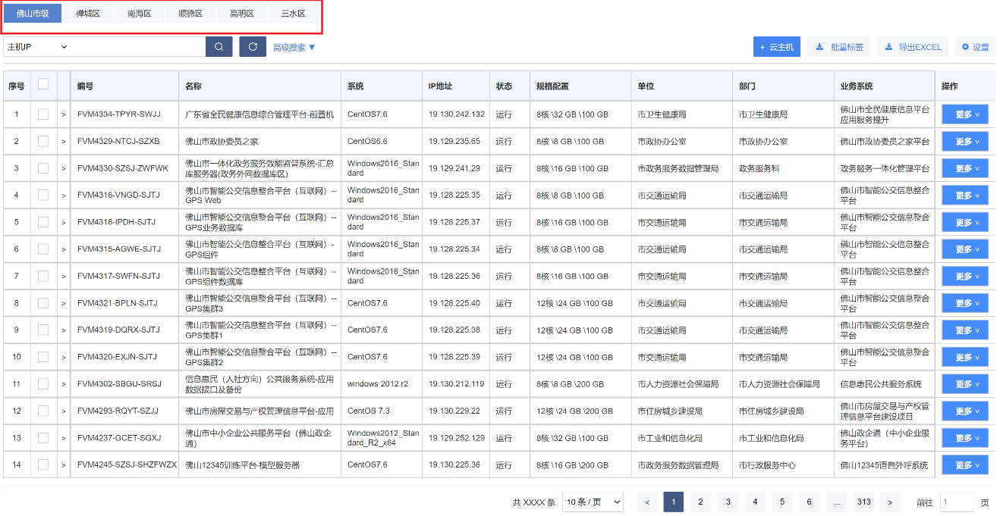 佛山市级 禅城区 南海区 顺德区 高明区 三水区
主机IP 高级搜索 ▼ + 云主机 批量标签 导出EXCEL 设置
序号 编号 名称 系统 IP地址 状态 规格配置 单位 部门 业务系统 操作
1 > FVM4334-TPYR-SWJJ 广东省全民健康信息综合管理平台-前置机 CentOS7.6 19.130.242.132 运行 8核 \32 GB \100 GB 市卫生健康局 市卫生健康局 佛山市全民健康信息平台 更多 v
应用服务提升
2 > FVM4329-NTCJ-SZXB 佛山市政协委员之家 CentOS6.6 19.129.235.65 运行 8核 \8 GB \100 GB 市政协办公室 市政协办公室 佛山市政协委员之家平台 更多 v
3 > FVM4330-SZSJ-ZWFWK 佛山市一体化政务服务效能监督系统-汇总 Windows2016_Stan 19.129.241.29 运行 8核 \16 GB \100 GB 市政务服务数据管理局 政务服务科 政务服务一体化管理平台 更多 v
库服务器(政务外网数据库区) dard
4 > FVM4316-VNGD-SJTJ 佛山市智能公交信息整合平台（互联网）-- Windows2016_Stan 19.128.225.35 运行 8核 \8 GB \100 GB 市交通运输局 市交通运输局 佛山市智能公交信息整合 更多 v
GPS Web dard 平台
5 > FVM4318-IPDH-SJTJ 佛山市智能公交信息整合平台（互联网）-- Windows2016_Stan 19.128.225.37 运行 8核 \16 GB \100 GB 市交通运输局 市交通运输局 佛山市智能公交信息整合 更多 v
GPS业务数据库 dard 平台
6 > FVM4315-AGWE-SJTJ 佛山市智能公交信息整合平台（互联网）- Windows2016_Stan 19.128.225.34 运行 8核 \8 GB \100 GB 市交通运输局 市交通运输局 佛山市智能公交信息整合 更多 v
GPS组件 dard 平台
7 > FVM4317-SWFN-SJTJ 佛山市智能公交信息整合平台（互联网）-- Windows2016_Stan 19.128.225.36 运行 8核 \16 GB \100 GB 市交通运输局 市交通运输局 佛山市智能公交信息整合 更多 v
GPS组件数据库 dard 平台
8 > FVM4321-BPLN-SJTJ 佛山市智能公交信息整合平台（互联网）-- CentOS7.6 19.128.225.40 运行 12核 \24 GB \100 GB 市交通运输局 市交通运输局 佛山市智能公交信息整合 更多 v
GPS集群3 平台
9 > FVM4319-DQRX-SJTJ 佛山市智能公交信息整合平台（互联网）-- CentOS7.6 19.128.225.38 运行 12核 \24 GB \100 GB 市交通运输局 市交通运输局 佛山市智能公交信息整合 更多 v
GPS集群1 平台
10 > FVM4320-EXJN-SJTJ 佛山市智能公交信息整合平台（互联网）-- CentOS7.6 19.128.225.39 运行 12核 \24 GB \100 GB 市交通运输局 市交通运输局 佛山市智能公交信息整合 更多 v
GPS集群2 平台
11 > FVM4302-SBGU-SRSJ 信息惠民（人社方向）公共服务系统-应用 windows 2012 r2 19.130.212.119 运行 8核 \8 GB \200 GB 市人力资源社会保障局 市人力资源社会保障局 信息惠民公共服务系统 更多 v
数据接口及备份
12 > FVM4293-RQYT-SZJJ 佛山市房屋交易与产权管理信息平台-应用 CentOS 7.3 19.130.229.22 运行 12核 \24 GB \200 GB 市住房城乡建设局 市住房城乡建设局 佛山市房屋交易与产权管 更多 v
理信息平台建设项目
13 > FVM4237-GCET-SGXJ 佛山市中小企业公共服务平台（佛山政企 Windows2012_Stan 19.129.252.129 运行 8核 \32 GB \100 GB 市工业和信息化局 市工业和信息化局 佛山政企通（中小企业服 更多 v
通） dard_R2_x64 务平台）
14 > FVM4245-SZSJ-SHZFWZX 佛山12345训练平台-模型服务器 CentOS7.6 19.130.225.36 运行 8核 \16 GB \200 GB 市政务服务数据管理局 市行政服务中心 佛山12345语音外呼系统 更多 v
共 XXXX 条 10 条 / 页 < 1 2 3 4 5 6 ... 313 > 前往 1 页